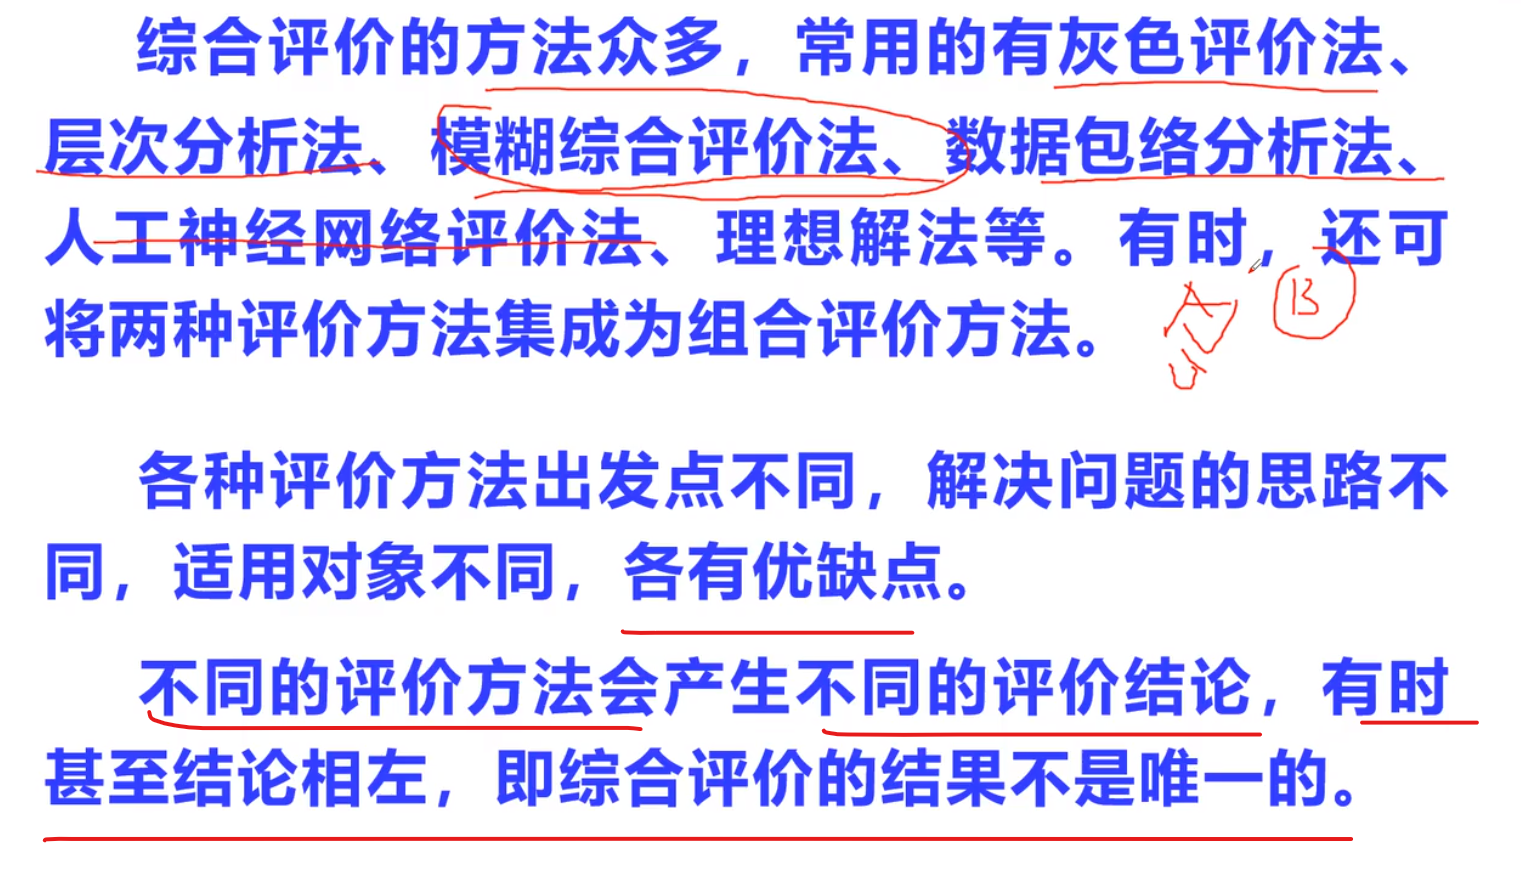 综合评价的方法众多，常用的有灰色评价法、
层次分析法、模糊综合评价法、数据包络分析法、
人工神经网络评价法、理想解法等。有时，还可
将两种评价方法集成为组合评价方法。
A B
各种评价方法出发点不同，解决问题的思路不
同，适用对象不同，各有优缺点。
不同的评价方法会产生不同的评价结论，有时
甚至结论相左，即综合评价的结果不是唯一的。